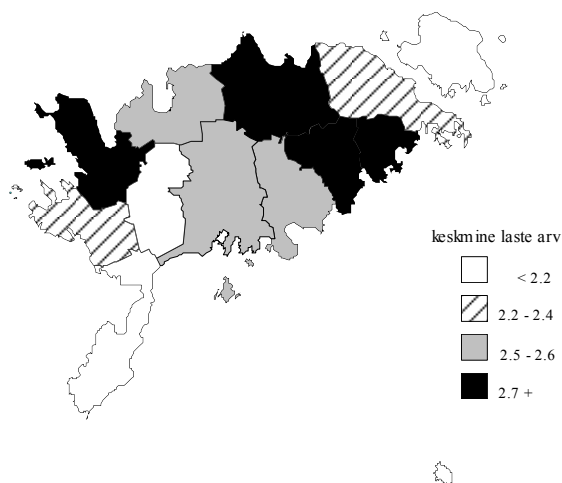 keskmine laste arv
< 2.2
2.2 - 2.4
2.5 - 2.6
2.7 +